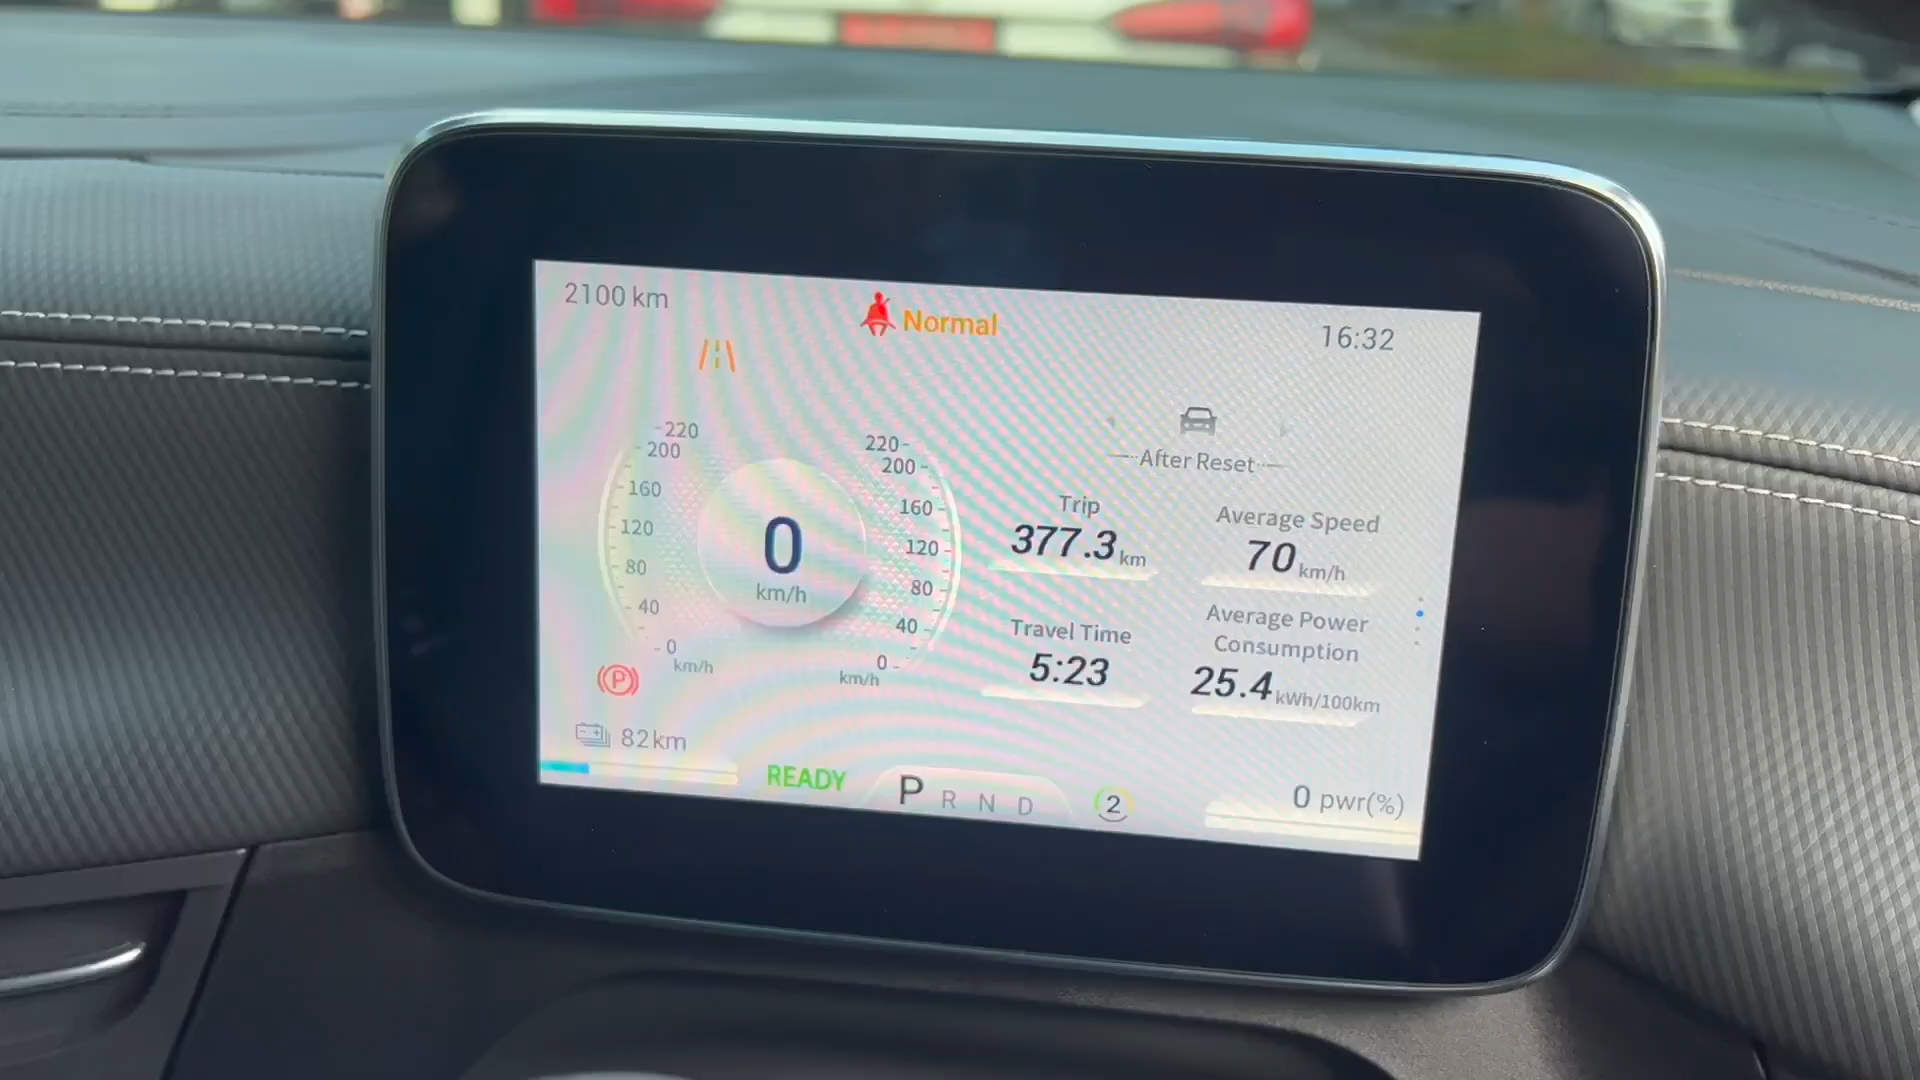 2100 km
Normal
16:32
After Reset
220
200
160
120
80
40
0
km/h
0
km/h
220
200
160
120
80
40
0
km/h
Trip
377.3 km
Average Speed
70 km/h
Travel Time
5:23
Average Power
Consumption
25.4 kWh/100km
P
82 km
READY
P R N D
2
0 pwr(%)